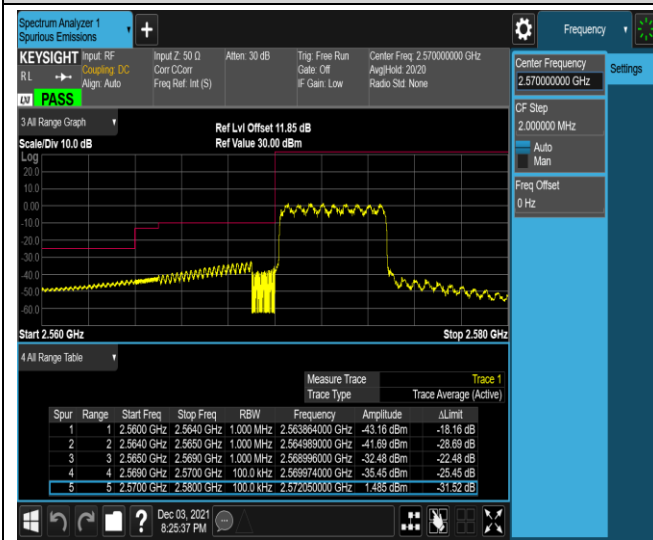 Spectrum Analyzer 1
Spurious Emissions
Frequency
KEYSIGHT
R L
LXI
PASS
Input: RF
Coupling: DC
Align: Auto
Input Z: 50 Ω
Corr CCorr
Freq Ref: Int (S)
Atten: 30 dB
Trig: Free Run
Gate: Off
IF Gain: Low
Center Freq: 2.570000000 GHz
Avg|Hold: 20/20
Radio Std: None
Center Frequency
2.570000000 GHz
Settings
CF Step
2.000000 MHz
Auto
Man
Freq Offset
0 Hz
3 All Range Graph
Scale/Div 10.0 dB
Ref Lvl Offset 11.85 dB
Ref Value 30.00 dBm
Log
20.0
10.0
0.00
-10.0
-20.0
-30.0
-40.0
-50.0
-60.0
Start 2.560 GHz
Stop 2.580 GHz
4 All Range Table
Measure Trace Trace 1
Trace Type Trace Average (Active)
Spur Range Start Freq Stop Freq RBW Frequency Amplitude ΔLimit
1 1 2.5600 GHz 2.5640 GHz 1.000 MHz 2.563864000 GHz -43.16 dBm -18.16 dB
2 2 2.5640 GHz 2.5650 GHz 1.000 MHz 2.564989000 GHz -41.69 dBm -28.69 dB
3 3 2.5650 GHz 2.5690 GHz 1.000 MHz 2.568996000 GHz -32.48 dBm -22.48 dB
4 4 2.5690 GHz 2.5700 GHz 100.0 kHz 2.569974000 GHz -35.45 dBm -25.45 dB
5 5 2.5700 GHz 2.5800 GHz 100.0 kHz 2.572050000 GHz 1.485 dBm -31.52 dB
Dec 03, 2021
8:25:37 PM